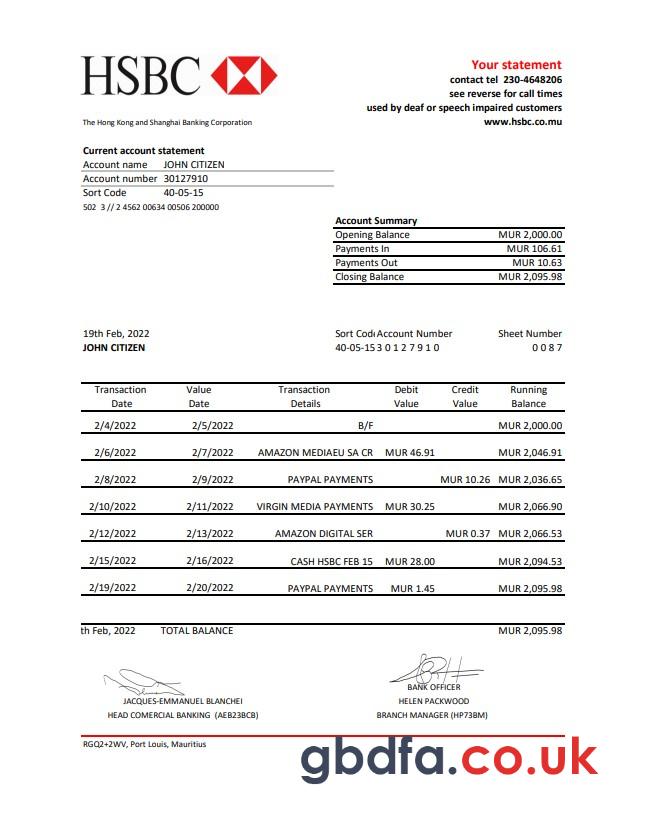 HSBC
Your statement
contact tel 230-4648206
see reverse for call times
used by deaf or speech impaired customers
The Hong Kong and Shanghai Banking Corporation
www.hsbc.co.mu
Current account statement
Account name JOHN CITIZEN
Account number 30127910
Sort Code 40-05-15
502 3 // 2 4562 00634 00506 200000
Account Summary
Opening Balance MUR 2,000.00
Payments In MUR 106.61
Payments Out MUR 10.63
Closing Balance MUR 2,095.98
19th Feb, 2022 Sort Cod Account Number Sheet Number
JOHN CITIZEN 40-05-15 3 0 1 2 7 9 1 0 0 0 8 7
Transaction Value Transaction Debit Credit Running
Date Date Details Value Value Balance
2/4/2022 2/5/2022 B/F MUR 2,000.00
2/6/2022 2/7/2022 AMAZON MEDIAEU SA CR MUR 46.91 MUR 2,046.91
2/8/2022 2/9/2022 PAYPAL PAYMENTS MUR 10.26 MUR 2,036.65
2/10/2022 2/11/2022 VIRGIN MEDIA PAYMENTS MUR 30.25 MUR 2,066.90
2/12/2022 2/13/2022 AMAZON DIGITAL SER MUR 0.37 MUR 2,066.53
2/15/2022 2/16/2022 CASH HSBC FEB 15 MUR 28.00 MUR 2,094.53
2/19/2022 2/20/2022 PAYPAL PAYMENTS MUR 1.45 MUR 2,095.98
th Feb, 2022 TOTAL BALANCE MUR 2,095.98
BANK OFFICER
JACQUES-EMMANUEL BLANCHEI HELEN PACKWOOD
HEAD COMERCIAL BANKING (AEB23BCB) BRANCH MANAGER (HP73BM)
RGQ2+2WV, Port Louis, Mauritius
gbdfa.co.uk